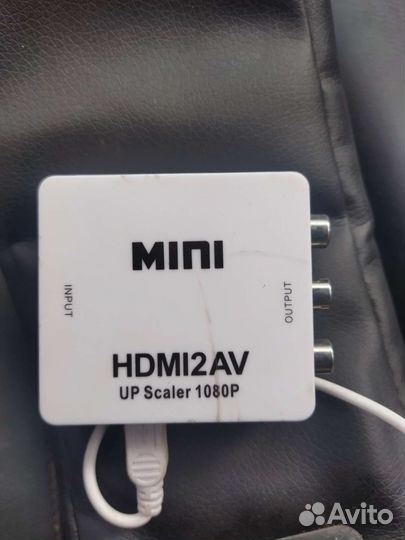 MINI
INPUT
OUTPUT
HDMI2AV
UP Scaler 1080P
Avito